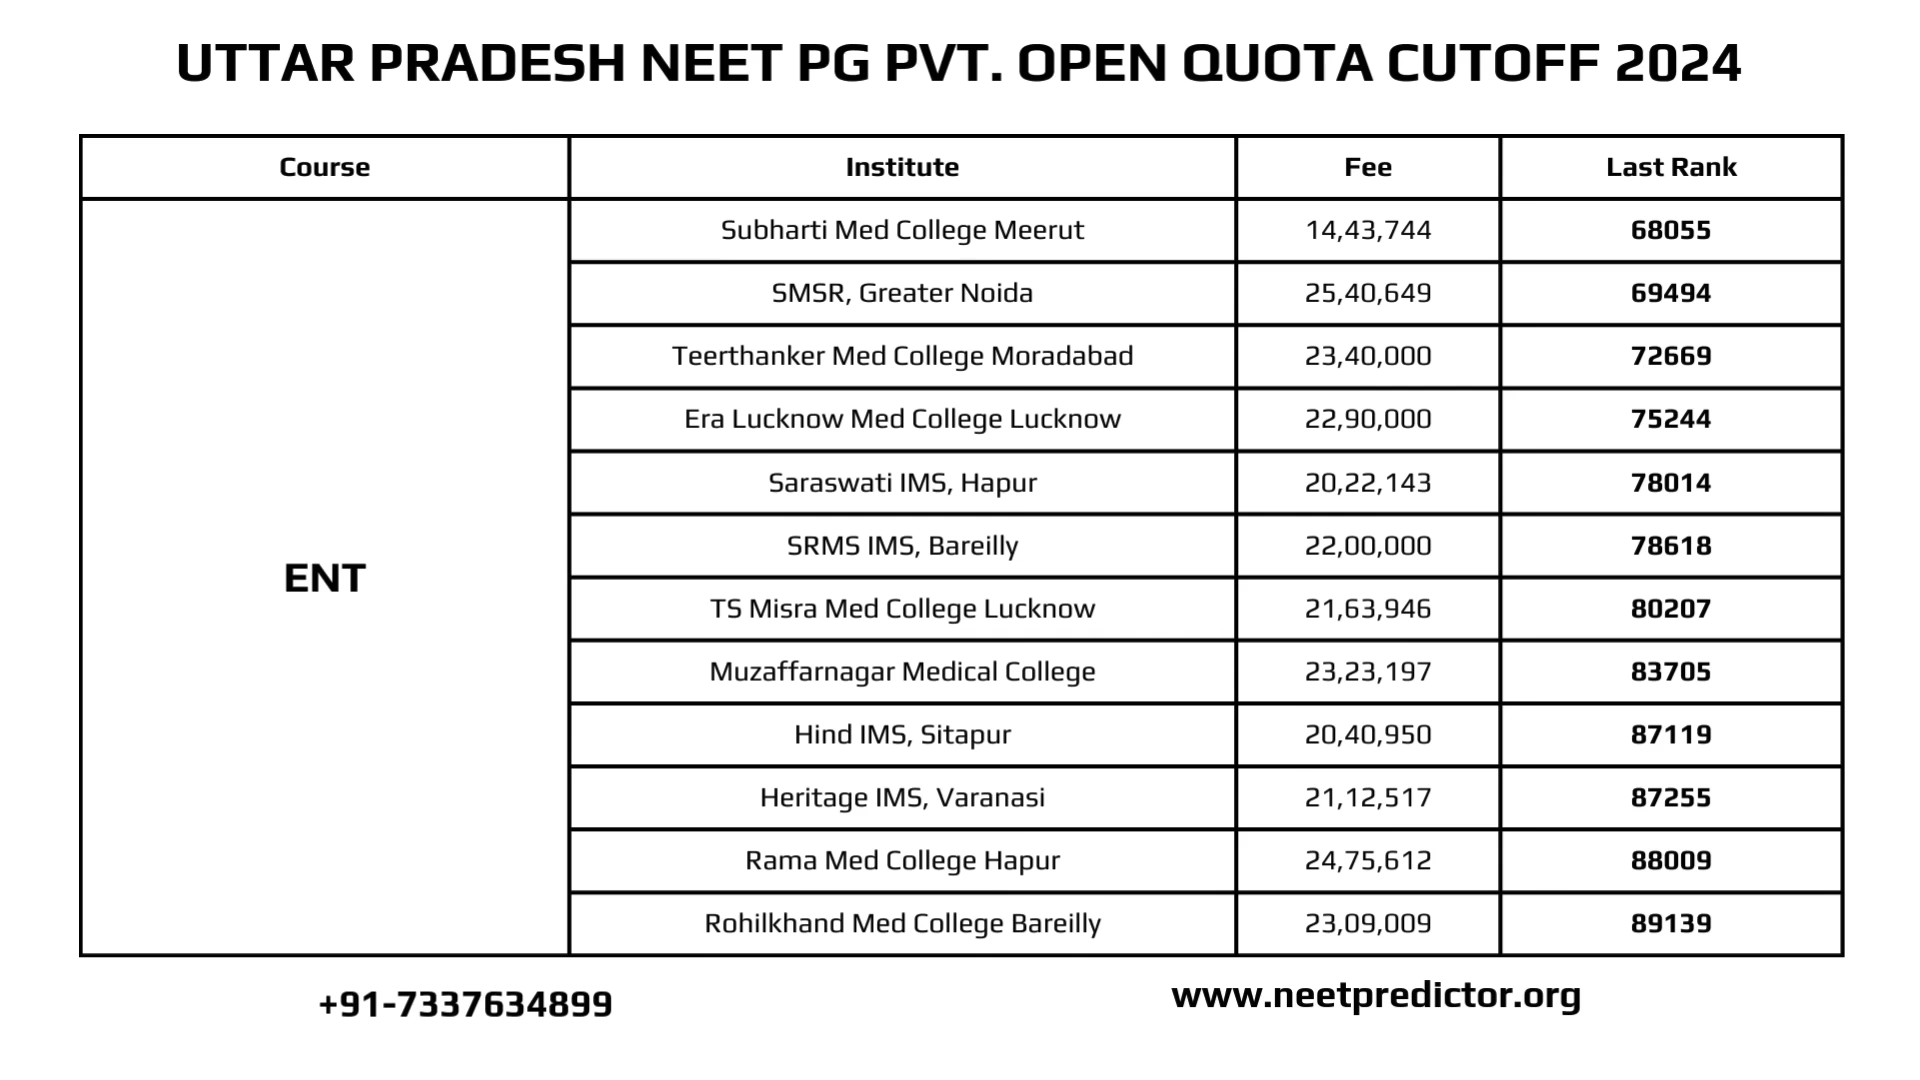 UTTAR PRADESH NEET PG PVT. OPEN QUOTA CUTOFF 2024
Course Institute Fee Last Rank
ENT
Subharti Med College Meerut 14,43,744 68055
SMSR, Greater Noida 25,40,649 69494
Teerthanker Med College Moradabad 23,40,000 72669
Era Lucknow Med College Lucknow 22,90,000 75244
Saraswati IMS, Hapur 20,22,143 78014
SRMS IMS, Bareilly 22,00,000 78618
TS Misra Med College Lucknow 21,63,946 80207
Muzaffarnagar Medical College 23,23,197 83705
Hind IMS, Sitapur 20,40,950 87119
Heritage IMS, Varanasi 21,12,517 87255
Rama Med College Hapur 24,75,612 88009
Rohilkhand Med College Bareilly 23,09,009 89139
+91-7337634899
www.neetpredictor.org